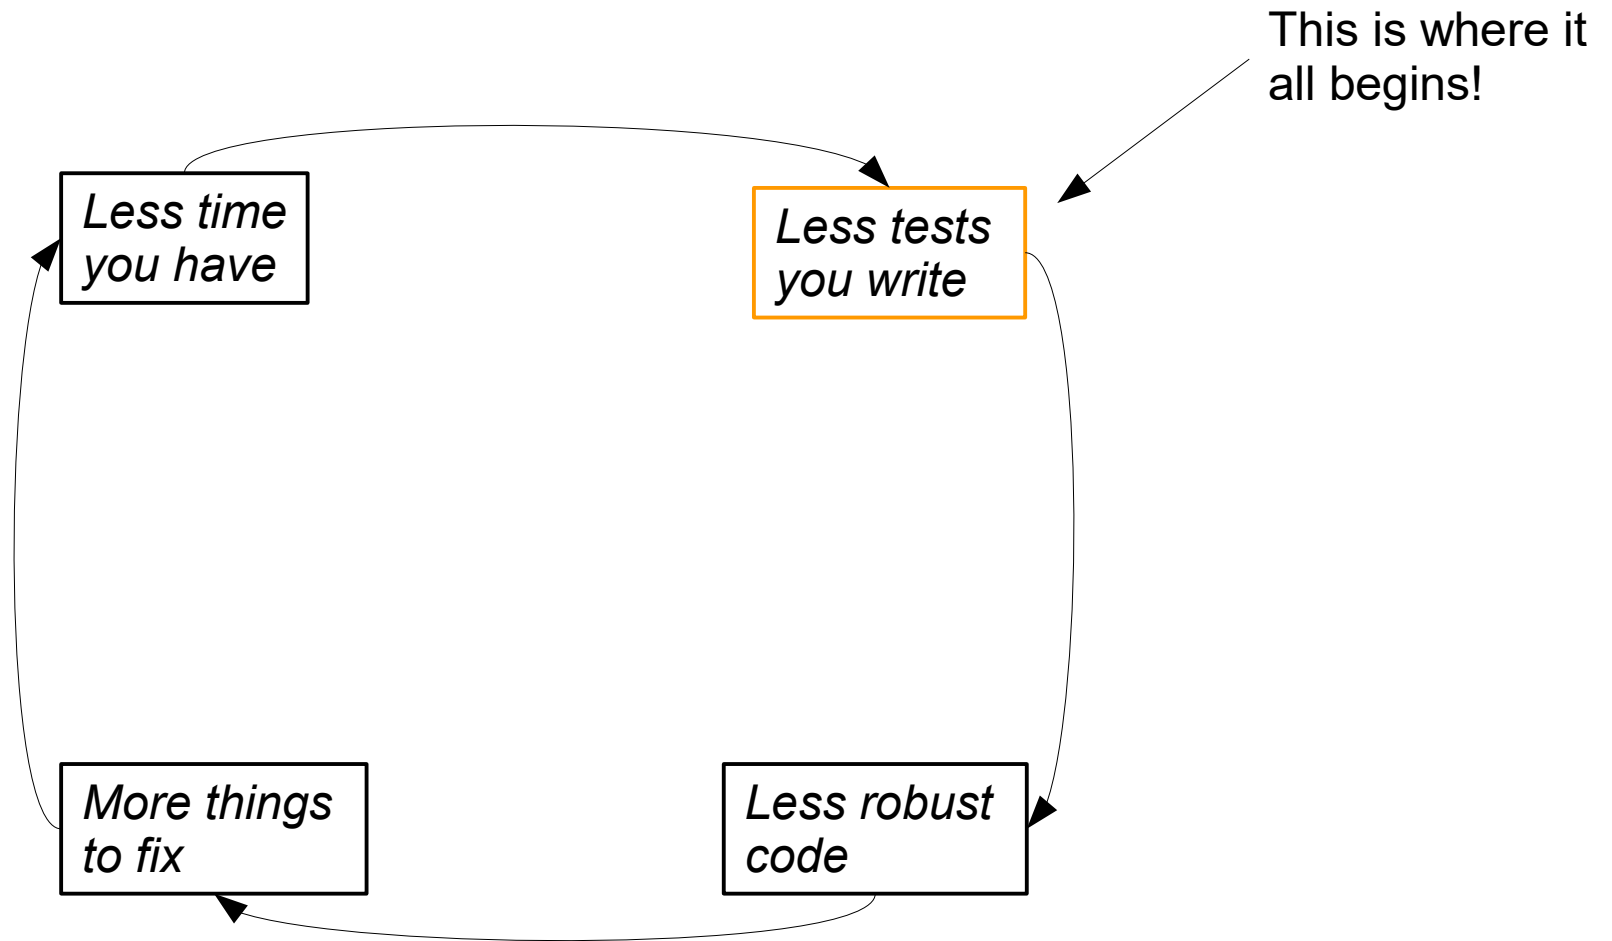 This is where it
all begins!
Less time
you have
Less tests
you write
More things
to fix
Less robust
code